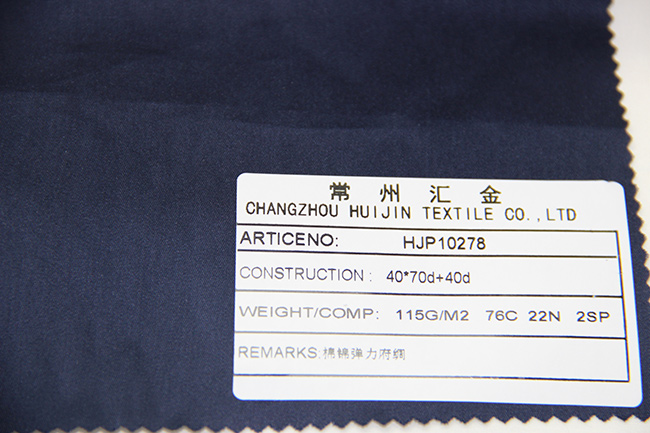 常州汇金
CHANGZHOU HUIJIN TEXTILE CO.,LTD
ARTICENO: HJP10278
CONSTRUCTION: 40*70d+40d
WEIGHT/COMP: 115G/M2 76C 22N 2SP
REMARKS:棉锦弹力府绸